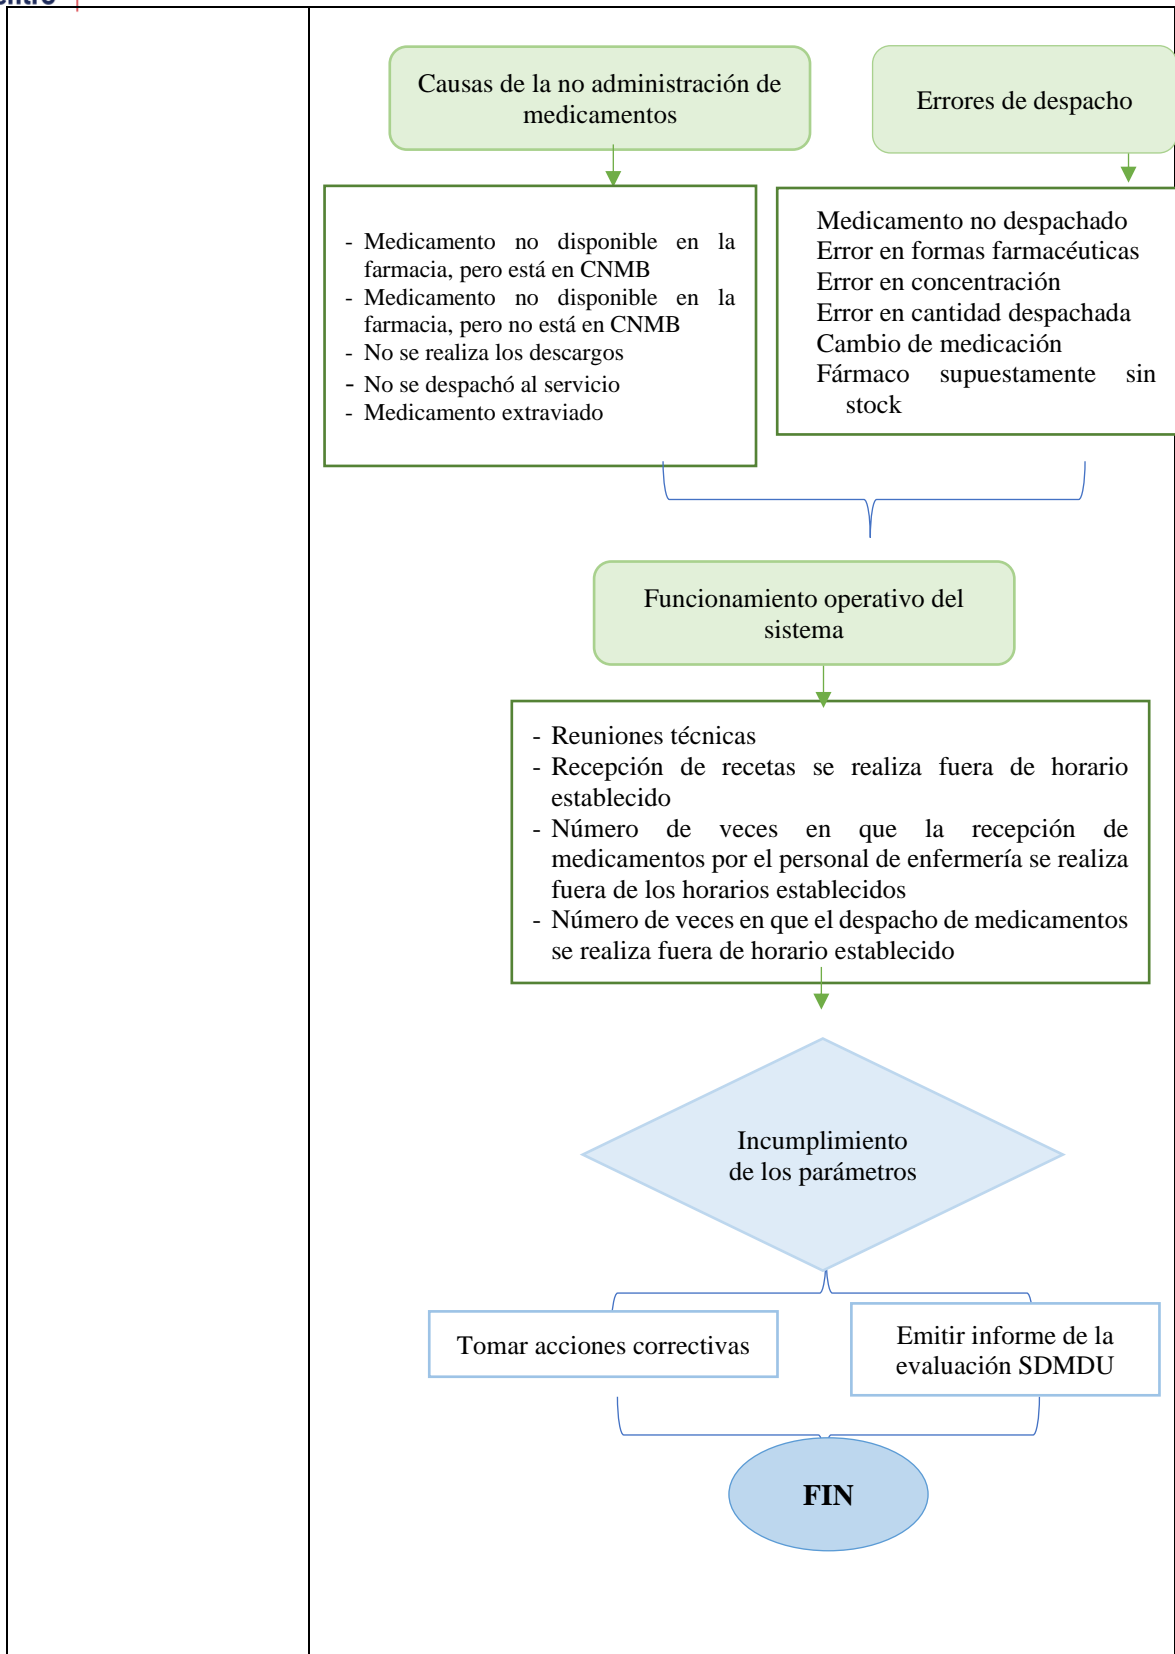 Causas de la no administración de
medicamentos
Errores de despacho
- Medicamento no disponible en la
farmacia, pero está en CNMB
- Medicamento no disponible en la
farmacia, pero no está en CNMB
- No se realiza los descargos
- No se despachó al servicio
- Medicamento extraviado
Medicamento no despachado
Error en formas farmacéuticas
Error en concentración
Error en cantidad despachada
Cambio de medicación
Fármaco supuestamente sin
stock
Funcionamiento operativo del
sistema
- Reuniones técnicas
- Recepción de recetas se realiza fuera de horario
establecido
- Número de veces en que la recepción de
medicamentos por el personal de enfermería se realiza
fuera de los horarios establecidos
- Número de veces en que el despacho de medicamentos
se realiza fuera de horario establecido
Incumplimiento
de los parámetros
Tomar acciones correctivas
Emitir informe de la
evaluación SDMDU
FIN